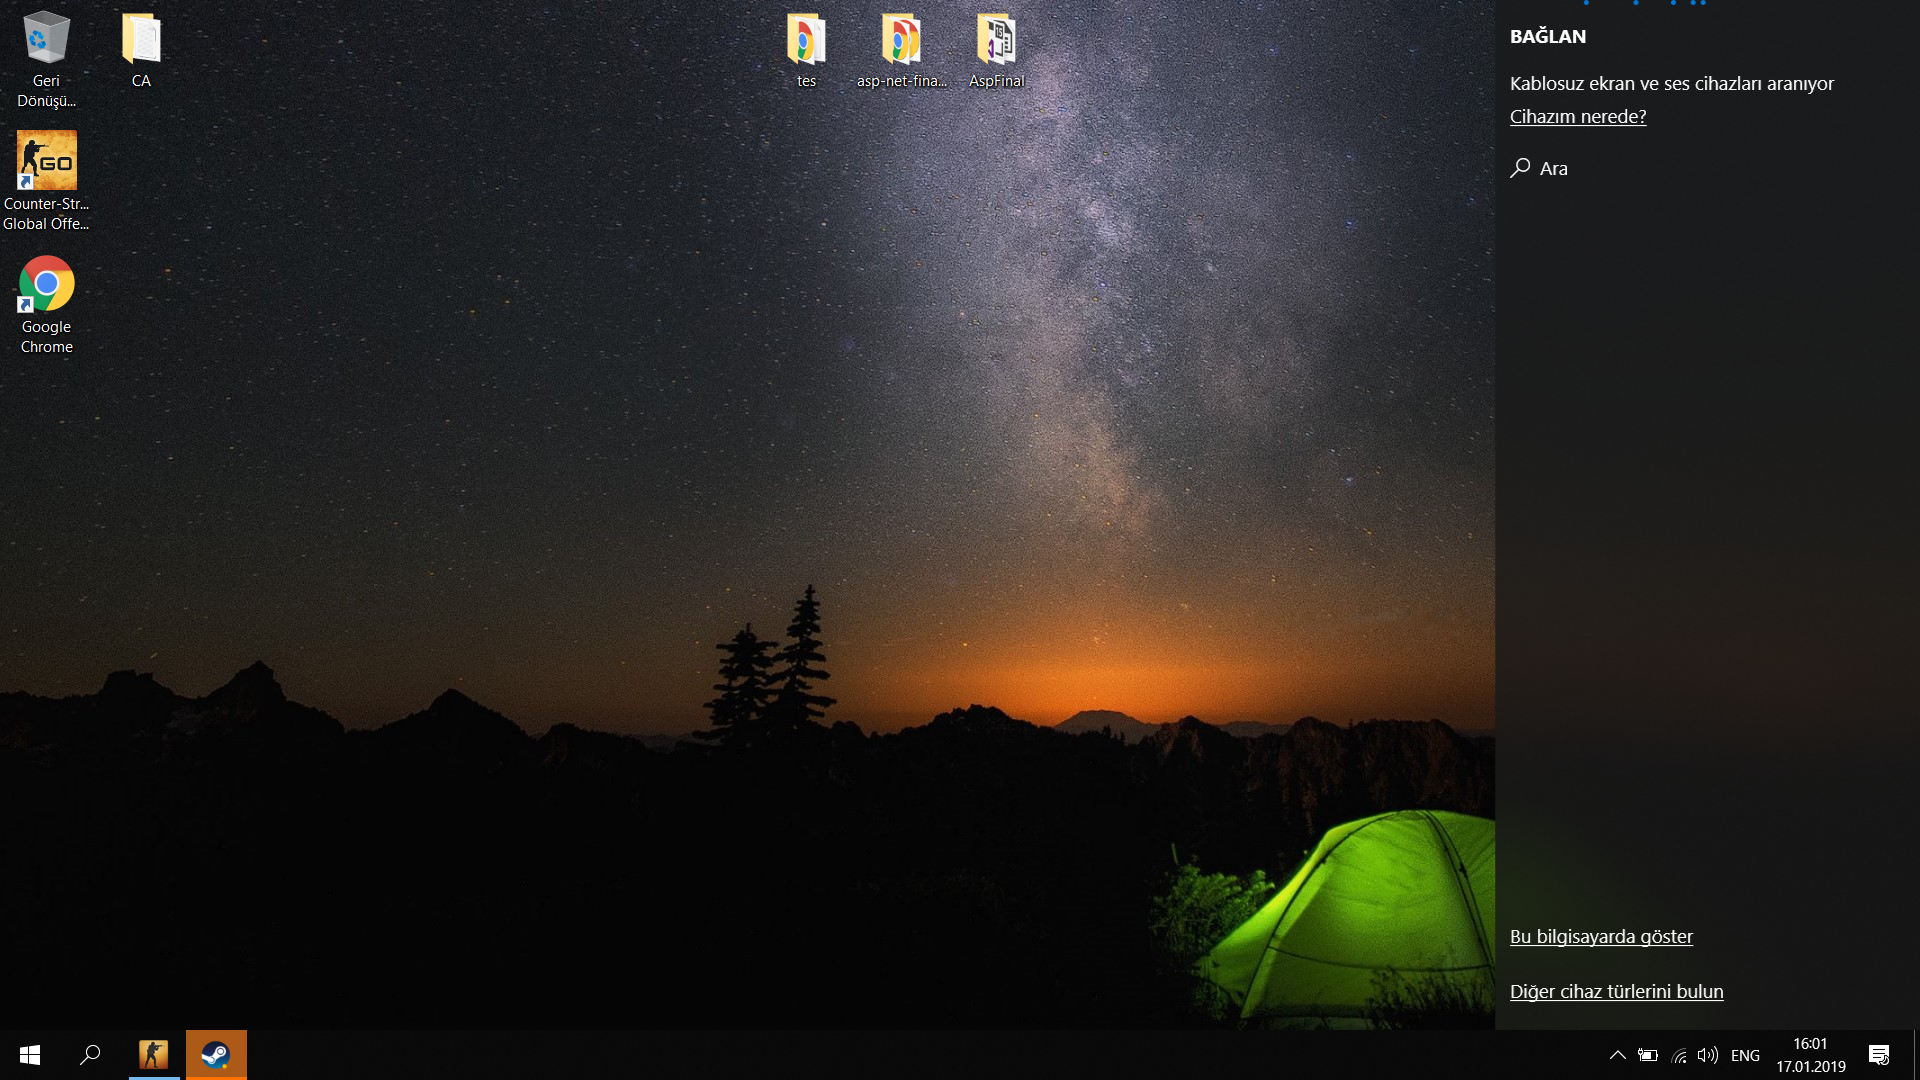 Geri
Dönüşü...
CA
GO
Counter-Str...
Global Offe...
Google
Chrome
tes
asp-net-fina...
AspFinal
BAĞLAN
Kablosuz ekran ve ses cihazları aranıyor
Cihazım nerede?
Ara
Bu bilgisayarda göster
Diğer cihaz türlerini bulun
ENG
16:01
17.01.2019